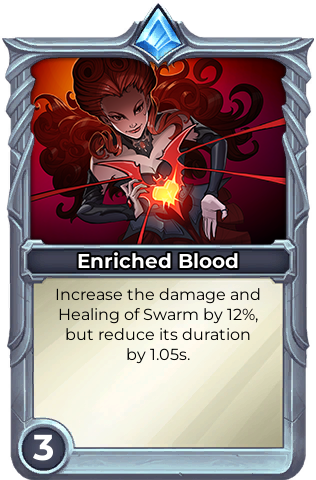 Enriched Blood
Increase the damage and
Healing of Swarm by 12%,
but reduce its duration
by 1.05s.
3